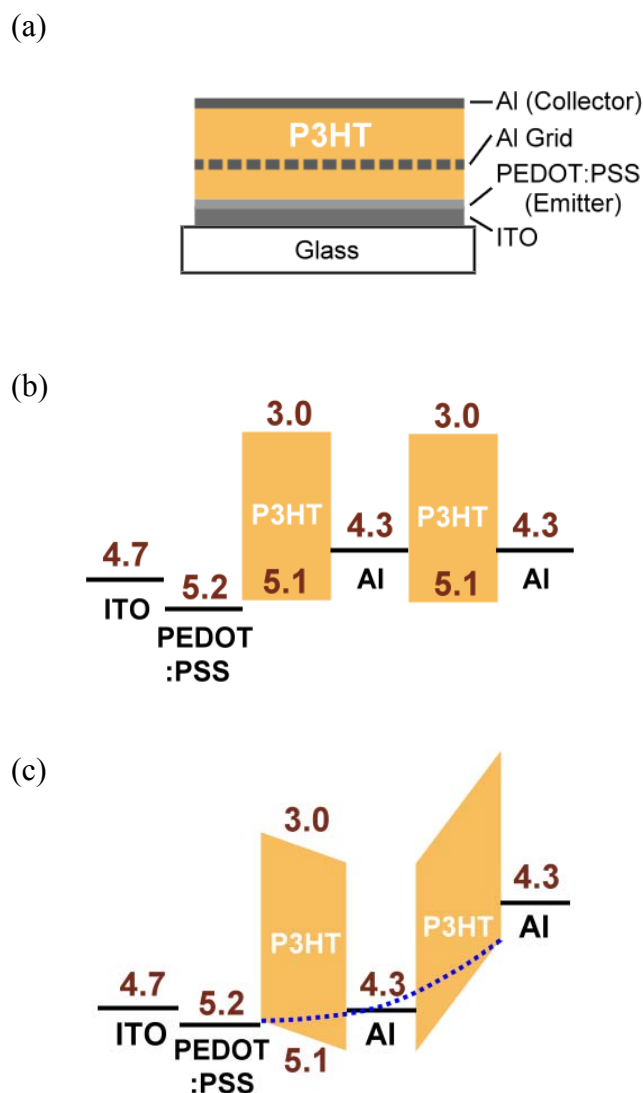 (a)
P3HT
Al (Collector)
Al Grid
PEDOT:PSS
(Emitter)
ITO
Glass
(b)
3.0
3.0
P3HT
4.3
P3HT
4.3
4.7
5.2
5.1
Al
5.1
Al
ITO
PEDOT
:PSS
(c)
3.0
4.3
P3HT
P3HT
Al
4.7
5.2
4.3
ITO
PEDOT
:PSS
5.1
Al